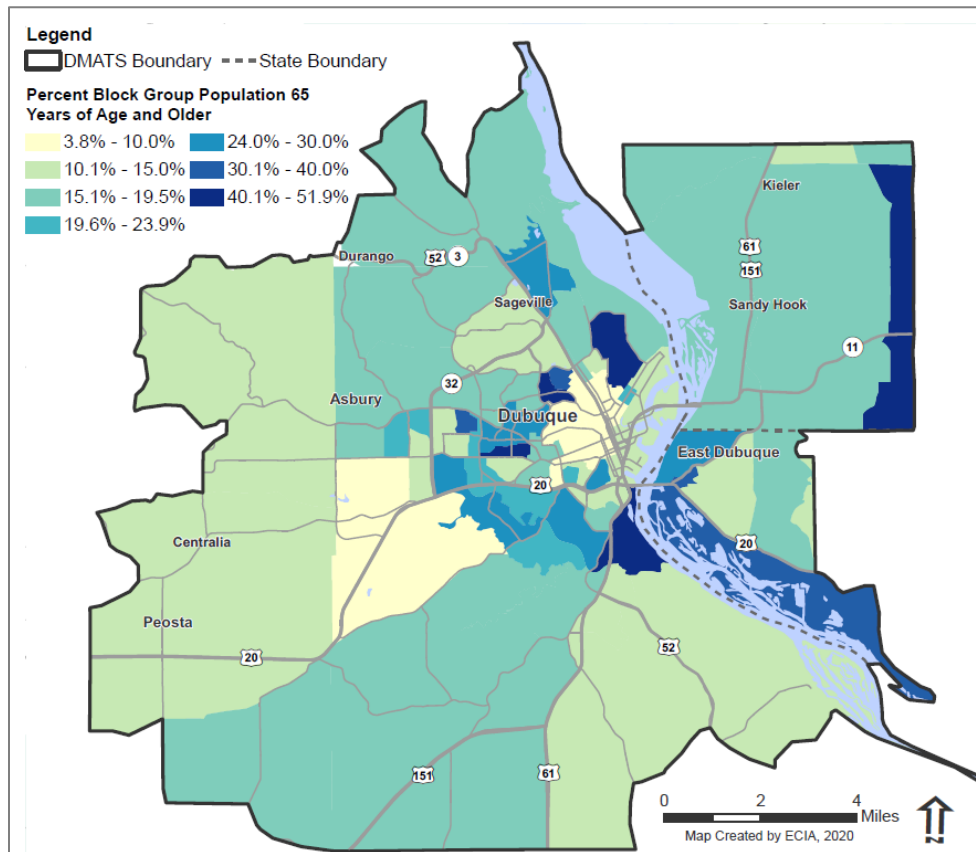 Legend
DMATS Boundary State Boundary
Percent Block Group Population 65
Years of Age and Older
3.8% - 10.0% 24.0% - 30.0%
10.1% - 15.0% 30.1% - 40.0%
15.1% - 19.5% 40.1% - 51.9%
19.6% - 23.9%
Kieler
61
151
Durango
52 3
Sageville
Sandy Hook
11
32
Asbury
Dubuque
East Dubuque
20
Centralia
20
Peosta
52
20
151
61
0 2 4
Miles
Map Created by ECIA, 2020
N